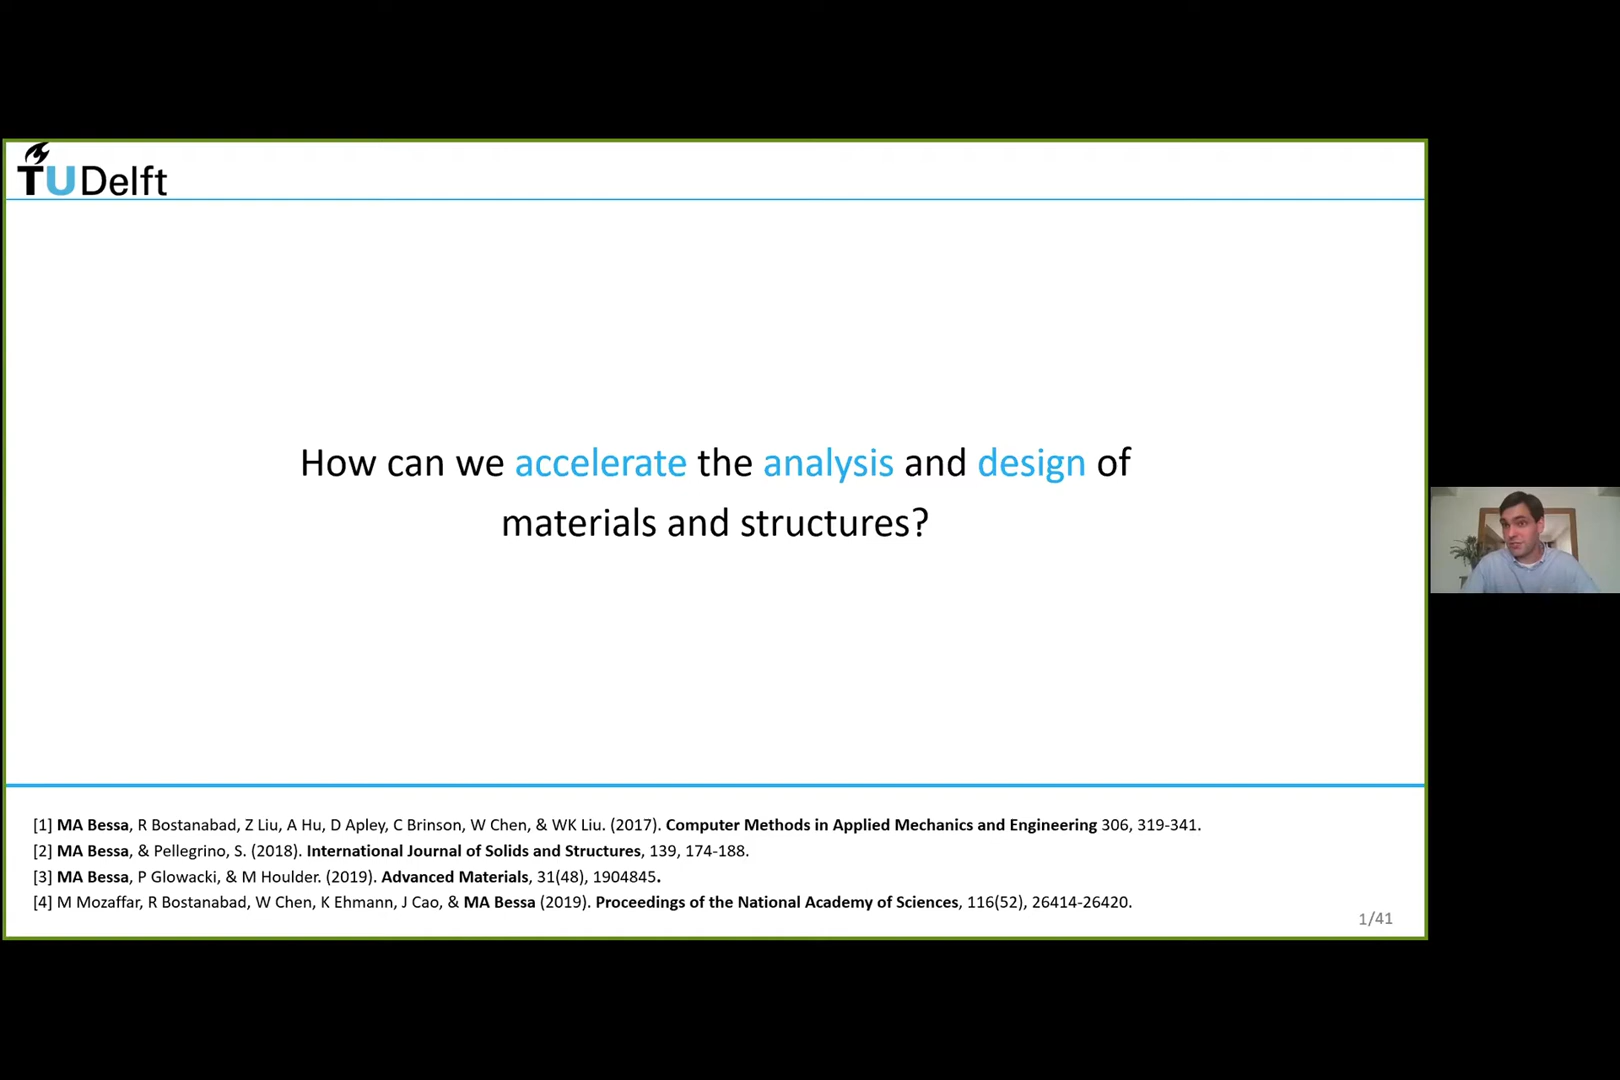 TU Delft
How can we accelerate the analysis and design of
materials and structures?
[1] MA Bessa, R Bostanabad, Z Liu, A Hu, D Apley, C Brinson, W Chen, & WK Liu. (2017). Computer Methods in Applied Mechanics and Engineering 306, 319-341.
[2] MA Bessa, & Pellegrino, S. (2018). International Journal of Solids and Structures, 139, 174-188.
[3] MA Bessa, P Glowacki, & M Houlder. (2019). Advanced Materials, 31(48), 1904845.
[4] M Mozaffar, R Bostanabad, W Chen, K Ehmann, J Cao, & MA Bessa (2019). Proceedings of the National Academy of Sciences, 116(52), 26414-26420.
1/41